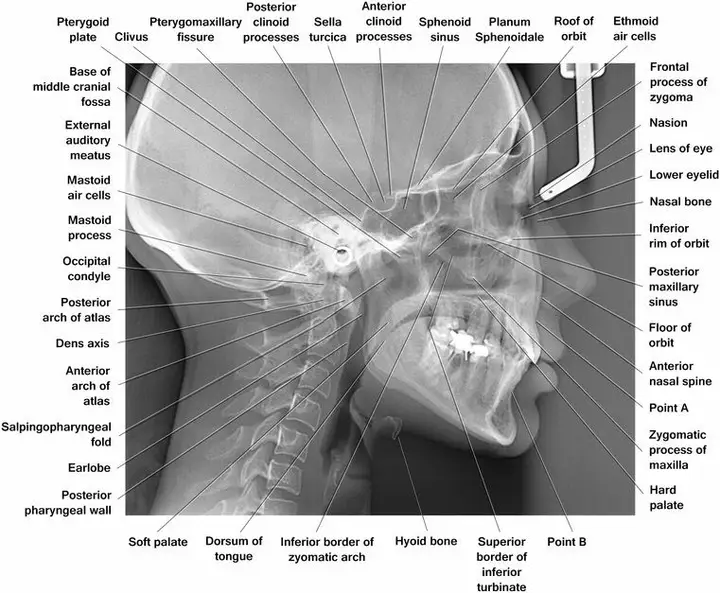 Pterygoid
plate
Clivus
Pterygomaxillary
fissure
Posterior
clinoid
processes
Sella
turcica
Anterior
clinoid
processes
Sphenoid
sinus
Planum
Sphenoidale
Roof of
orbit
Ethmoid
air cells
Base of
middle cranial
fossa
External
auditory
meatus
Mastoid
air cells
Mastoid
process
Occipital
condyle
Posterior
arch of atlas
Dens axis
Anterior
arch of
atlas
Salpingopharyngeal
fold
Earlobe
Posterior
pharyngeal wall
Frontal
process of
zygoma
Nasion
Lens of eye
Lower eyelid
Nasal bone
Inferior
rim of orbit
Posterior
maxillary
sinus
Floor of
orbit
Anterior
nasal spine
Point A
Zygomatic
process of
maxilla
Hard
palate
Soft palate
Dorsum of
tongue
Inferior border of
zyomatic arch
Hyoid bone
Superior
border of
inferior
turbinate
Point B